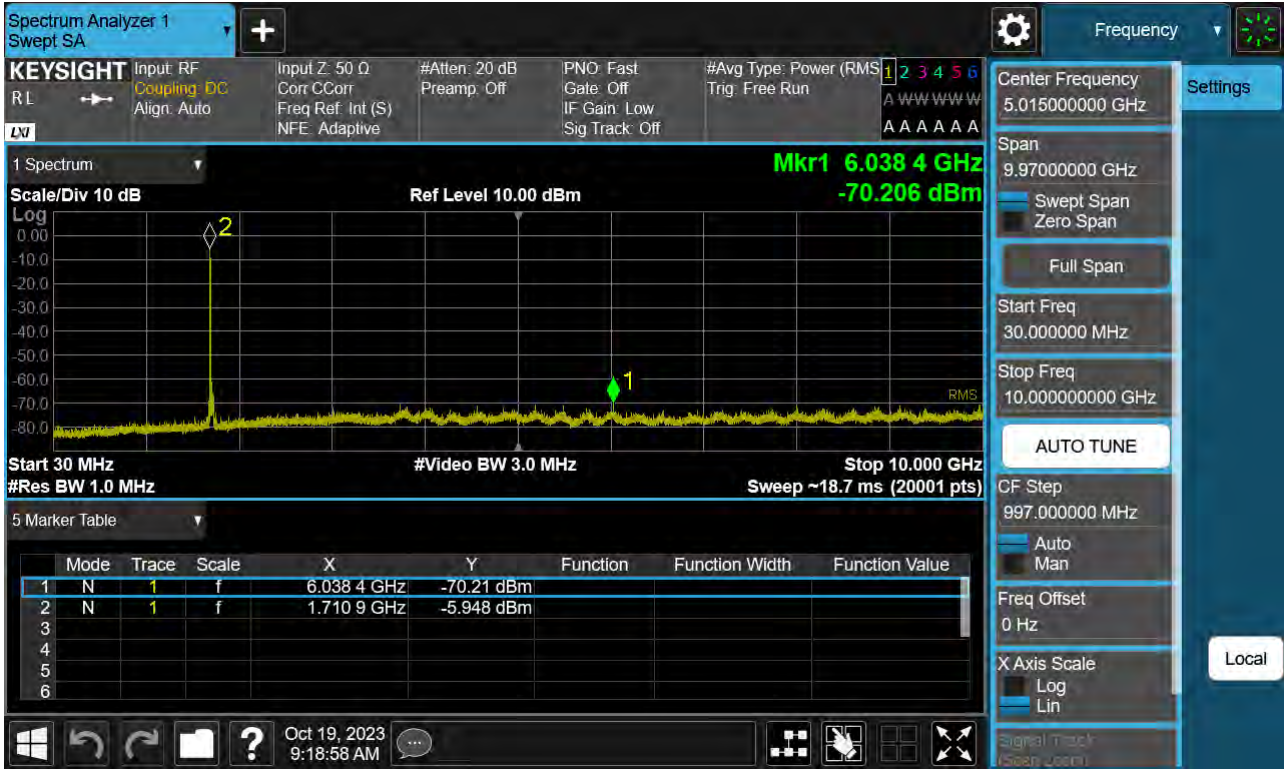 Spectrum Analyzer 1
Swept SA
Frequency
KEYSIGHT
R L
LXI
Input: RF
Coupling: DC
Align: Auto
Input Z: 50 Ω
Corr CCorr
Freq Ref: Int (S)
NFE: Adaptive
#Atten: 20 dB
Preamp: Off
PNO: Fast
Gate: Off
IF Gain: Low
Sig Track: Off
#Avg Type: Power (RMS
Trig: Free Run
1 2 3 4 5 6
A W W W W W
A A A A A A
Center Frequency
5.015000000 GHz
Settings
1 Spectrum
Mkr1 6.038 4 GHz
-70.206 dBm
Scale/Div 10 dB
Ref Level 10.00 dBm
Log
0.00
-10.0
-20.0
-30.0
-40.0
-50.0
-60.0
-70.0
-80.0
2
1
RMS
Start 30 MHz
#Video BW 3.0 MHz
Stop 10.000 GHz
#Res BW 1.0 MHz
Sweep ~18.7 ms (20001 pts)
Span
9.97000000 GHz
Swept Span
Zero Span
Full Span
Start Freq
30.000000 MHz
Stop Freq
10.000000000 GHz
AUTO TUNE
CF Step
997.000000 MHz
Auto
Man
Freq Offset
0 Hz
X Axis Scale
Log
Lin
Signal Track
(Span Zoom)
Local
5 Marker Table
Mode Trace Scale X Y Function Function Width Function Value
1 N 1 f 6.038 4 GHz -70.21 dBm
2 N 1 f 1.710 9 GHz -5.948 dBm
3
4
5
6
?
Oct 19, 2023
9:18:58 AM